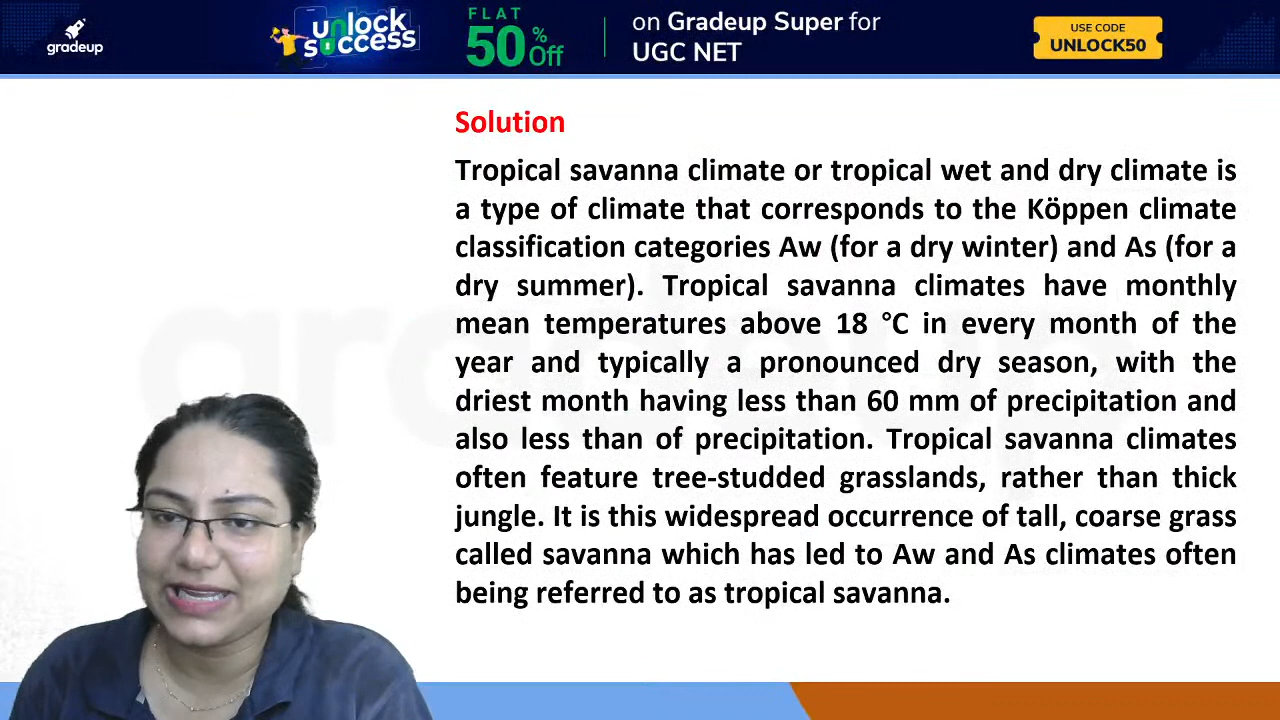 gradeup
unlock
success
FLAT
50%
Off
on Gradeup Super for
UGC NET
USE CODE
UNLOCK50
Solution
Tropical savanna climate or tropical wet and dry climate is
a type of climate that corresponds to the Köppen climate
classification categories Aw (for a dry winter) and As (for a
dry summer). Tropical savanna climates have monthly
mean temperatures above 18 °C in every month of the
year and typically a pronounced dry season, with the
driest month having less than 60 mm of precipitation and
also less than of precipitation. Tropical savanna climates
often feature tree-studded grasslands, rather than thick
jungle. It is this widespread occurrence of tall, coarse grass
called savanna which has led to Aw and As climates often
being referred to as tropical savanna.